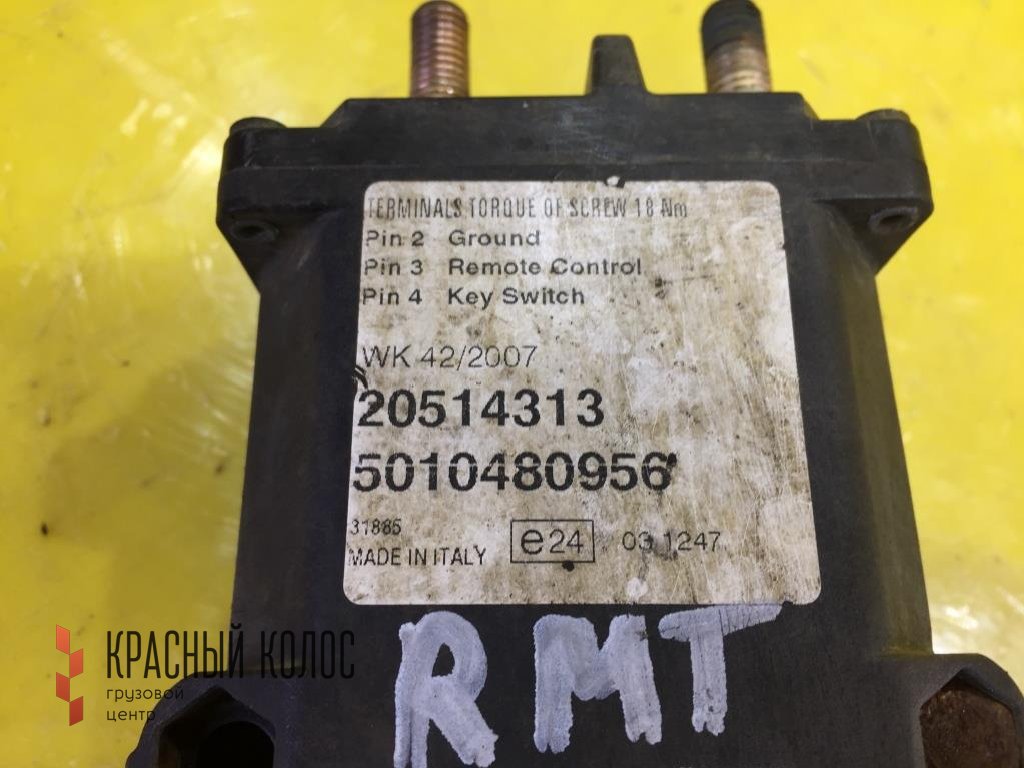 TERMINALS TORQUE OF SCREW 18 Nm
Pin 2 Ground
Pin 3 Remote Control
Pin 4 Key Switch
WK 42/2007
20514313
5010480956
31885
MADE IN ITALY e24 03 1247
RMT
КРАСНЫЙ КОЛОС
грузовой
центр